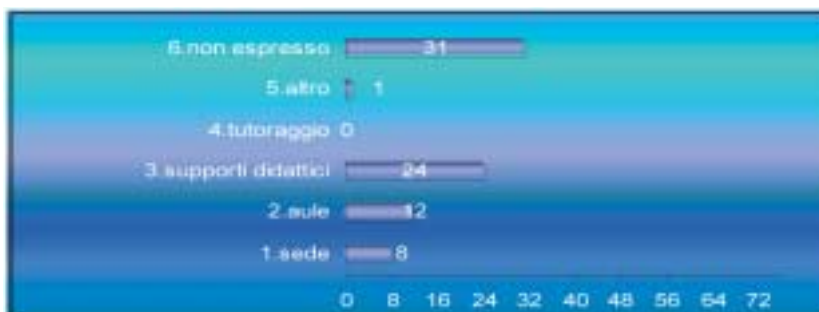 6.non espresso 31
5.altro 1
4.tutoraggio 0
3.supporti didattici 24
2.aule 12
1.sede 8
0 8 16 24 32 40 48 56 64 72